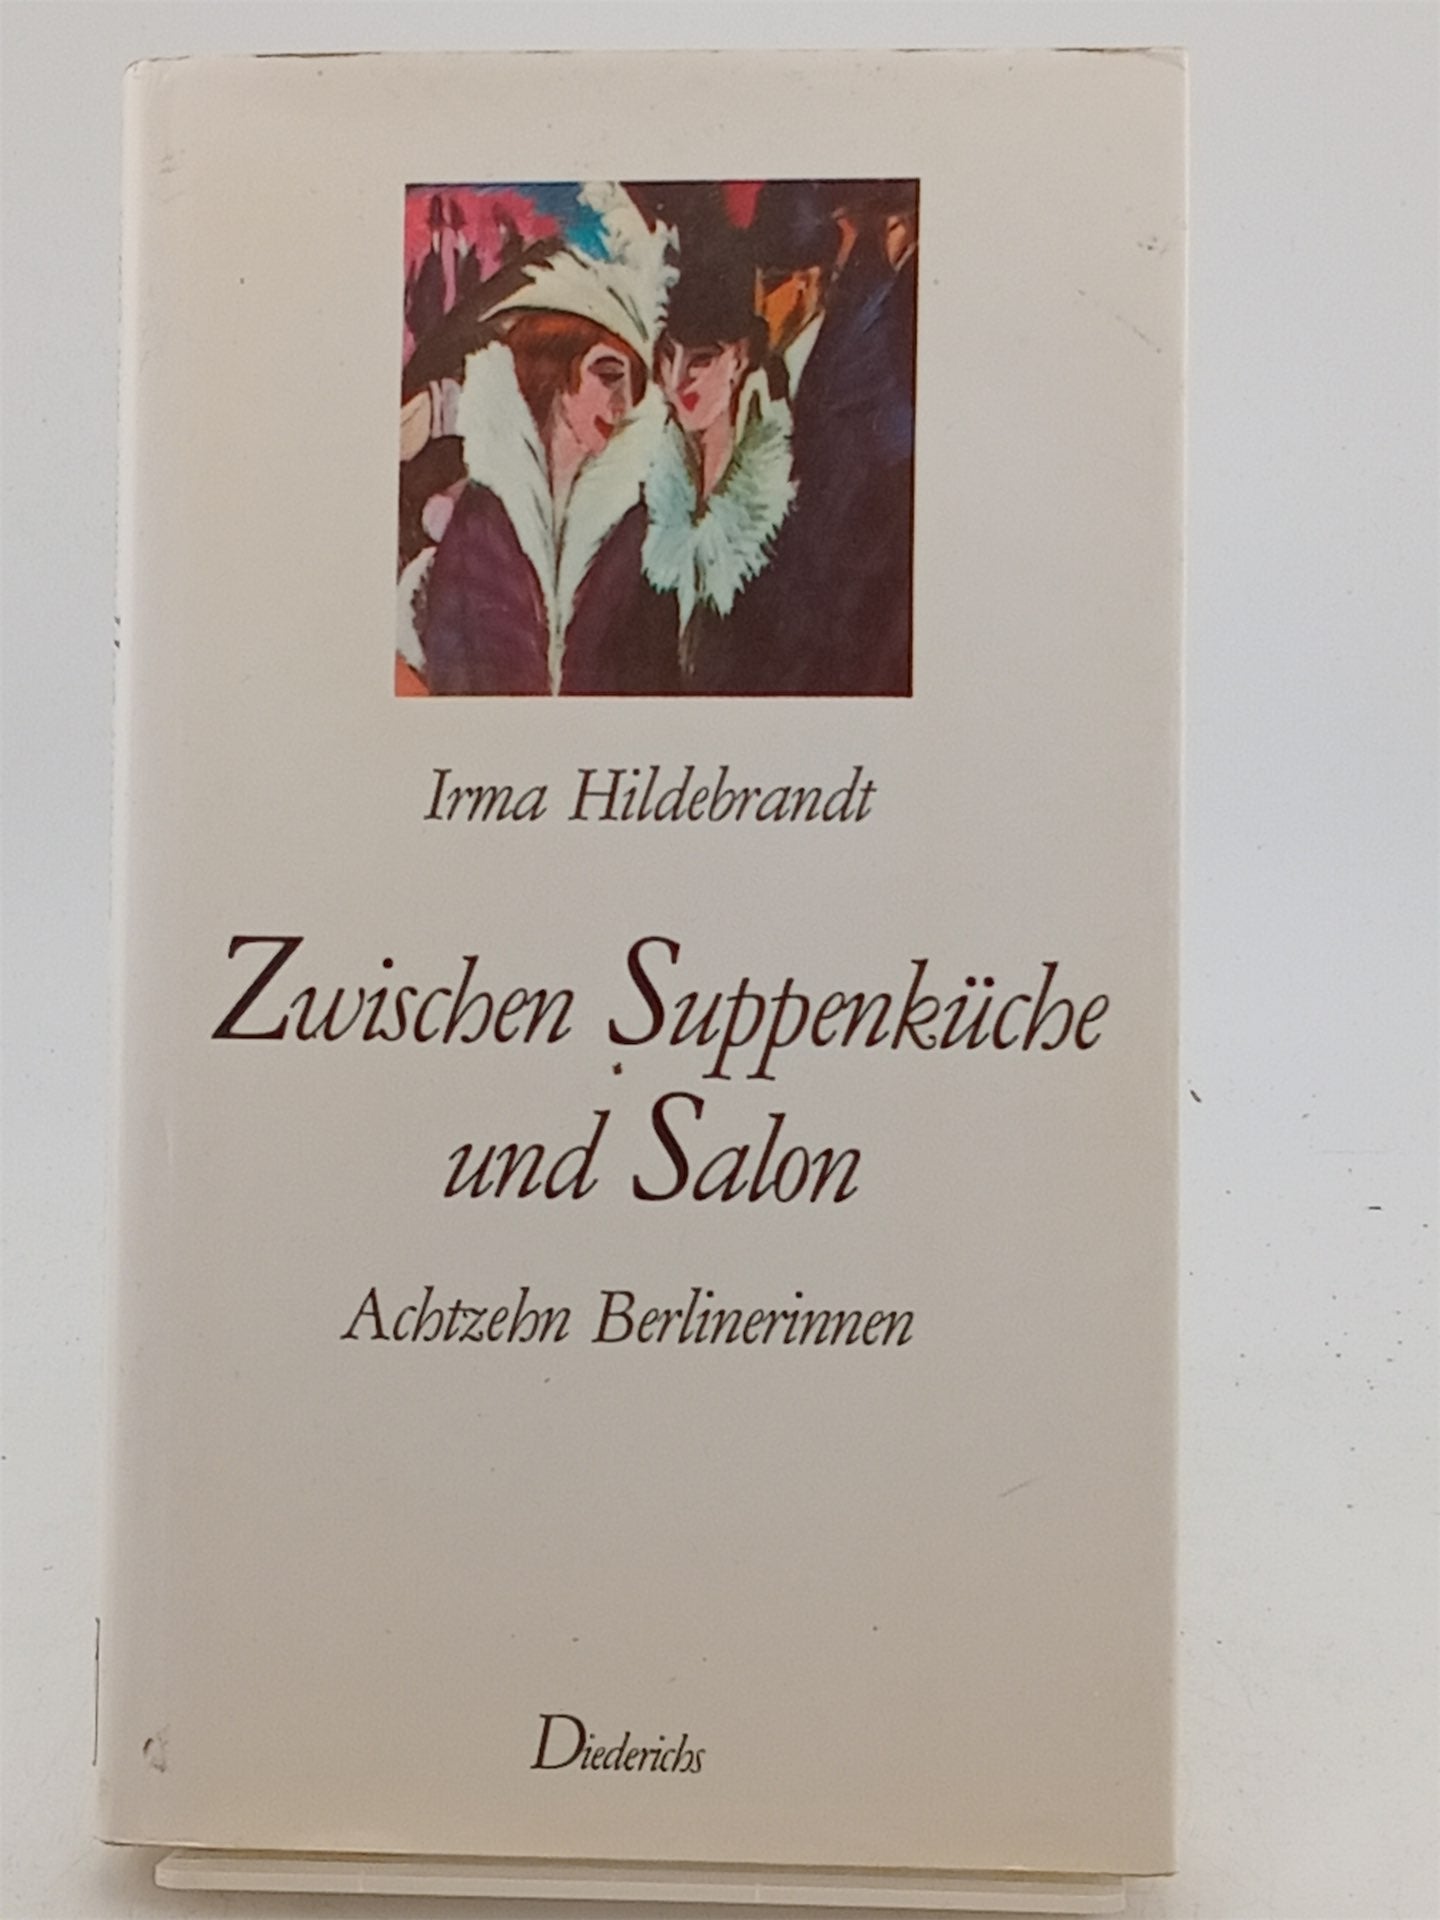 Irma Hildebrandt
Zwischen Suppenküche
und Salon
Achtzehn Berlinerinnen
Diederichs